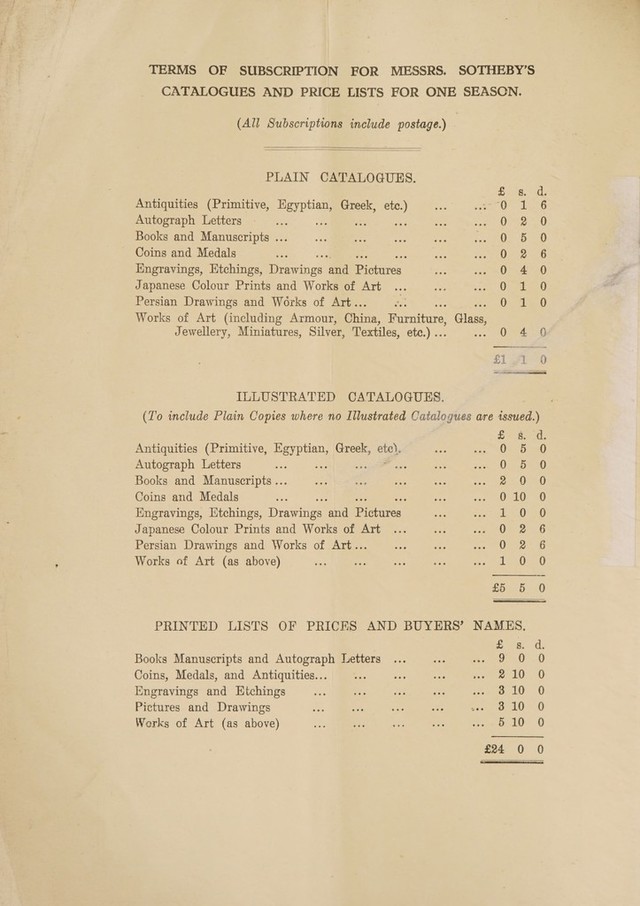 TERMS OF SUBSCRIPTION FOR MESSRS. SOTHEBY'S
CATALOGUES AND PRICE LISTS FOR ONE SEASON.
(All Subscriptions include postage.)
PLAIN CATALOGUES.
£ s. d.
Antiquities (Primitive, Egyptian, Greek, etc.) ... ... 0 1 6
Autograph Letters ... ... ... ... ... ... 0 2 0
Books and Manuscripts ... ... ... ... ... ... 0 5 0
Coins and Medals ... ... ... ... ... ... 0 2 6
Engravings, Etchings, Drawings and Pictures ... ... 0 4 0
Japanese Colour Prints and Works of Art ... ... ... 0 1 0
Persian Drawings and Works of Art ... ... ... ... 0 1 0
Works of Art (including Armour, China, Furniture, Glass,
Jewellery, Miniatures, Silver, Textiles, etc.) ... ... 0 4 0
£1 1 0
ILLUSTRATED CATALOGUES.
(To include Plain Copies where no Illustrated Catalogues are issued.)
£ s. d.
Antiquities (Primitive, Egyptian, Greek, etc). ... ... 0 5 0
Autograph Letters ... ... ... ... ... ... 0 5 0
Books and Manuscripts ... ... ... ... ... ... 2 0 0
Coins and Medals ... ... ... ... ... ... 0 10 0
Engravings, Etchings, Drawings and Pictures ... ... 1 0 0
Japanese Colour Prints and Works of Art ... ... ... 0 2 6
Persian Drawings and Works of Art ... ... ... ... 0 2 6
Works of Art (as above) ... ... ... ... ... 1 0 0
£5 5 0
PRINTED LISTS OF PRICES AND BUYERS' NAMES.
£ s. d.
Books Manuscripts and Autograph Letters ... ... ... 9 0 0
Coins, Medals, and Antiquities... ... ... ... ... 2 10 0
Engravings and Etchings ... ... ... ... ... 3 10 0
Pictures and Drawings ... ... ... ... ... 3 10 0
Works of Art (as above) ... ... ... ... ... 5 10 0
£24 0 0